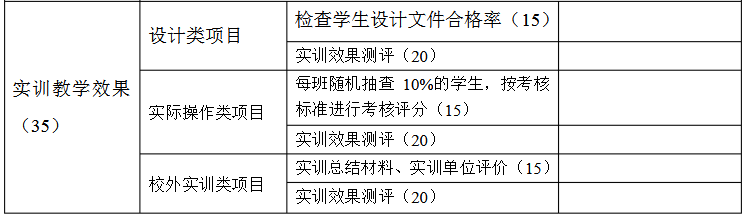 实训教学效果
（35）
设计类项目
检查学生设计文件合格率（15）
实训效果测评（20）
实际操作类项目
每班随机抽查 10%的学生，按考核
标准进行考核评分（15）
实训效果测评（20）
校外实训类项目
实训总结材料、实训单位评价（15）
实训效果测评（20）